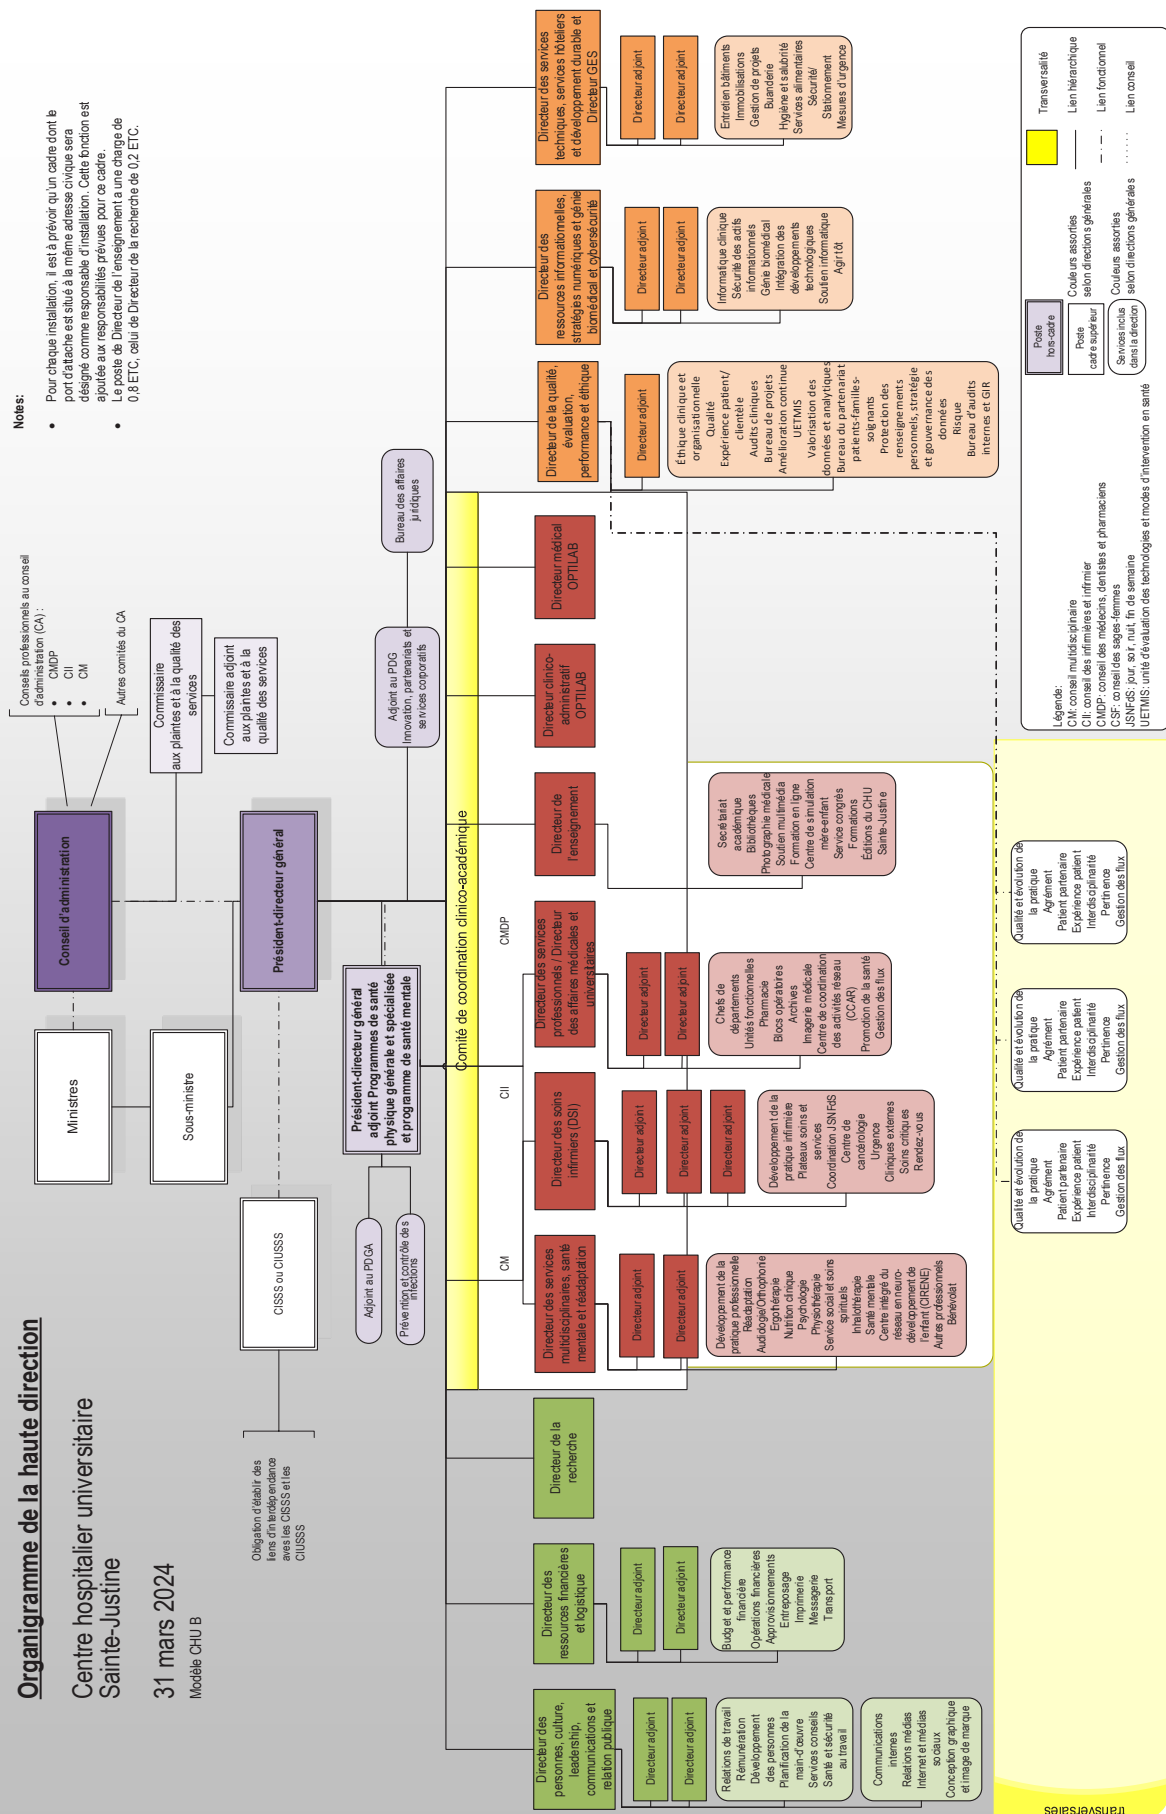 Organigramme de la haute direction
Centre hospitalier universitaire
Sainte-Justine
31 mars 2024
Modèle CHU B
Notes:
• Pour chaque installation, il est à prévoir qu'un cadre dont le
port d'attache est situé à la même adresse civique sera
désigné comme responsable d'installation. Cette fonction est
ajoutée aux responsabilités prévues pour ce cadre.
• Le poste de Directeur de l'enseignement a une charge de
0,8 ETC, celui de Directeur de la recherche de 0,2 ETC.
Conseils professionnels au conseil
d'administration (CA) :
• CMDP
• CII
• CM
Autres comités du CA
Ministres
Conseil d'administration
Sous-ministre
Commissaire
aux plaintes et à la qualité des
services
Commissaire adjoint
aux plaintes et à la
qualité des services
Obligation d'établir des
liens d'interdépendance
aves les CISSS et les
CIUSSS
CISSS ou CIUSSS
Président-directeur général
Adjoint au PDGA
Prévention et contrôle des
infections
Président-directeur général
adjoint Programmes de santé
physique générale et spécialisée
et programme de santé mentale
Adjoint au PDG
Innovation, partenariats et
services corporatifs
Bureau des affaires
juridiques
Comité de coordination clinico-académique
CM
CII
CMDP
Directeur des
personnes, culture,
leadership,
communications et
relation publique
Directeur adjoint
Directeur adjoint
Relations de travail
Rémunération
Développement
des personnes
Planification de la
main-d'œuvre
Services conseils
Santé et sécurité
au travail
Communications
internes
Relations médias
Internet et médias
sociaux
Conception graphique
et image de marque
Directeur des
ressources financières
et logistique
Directeur adjoint
Directeur adjoint
Budget et performance
financière
Opérations financières
Approvisionnements
Entreposage
Imprimerie
Messagerie
Transport
Directeur de la
recherche
Directeur des services
multidisciplinaires, santé
mentale et réadaptation
Directeur adjoint
Directeur adjoint
Développement de la
pratique professionnelle
Réadaptation
Audiologie/Orthophonie
Ergothérapie
Nutrition clinique
Psychologie
Physiothérapie
Service social et soins
spirituels
Inhalothérapie
Santé mentale
Centre intégré du
réseau en neuro-
développement de
l'enfant (CIRENE)
Autres professionnels
Bénévolat
Directeur des soins
infirmiers (DSI)
Directeur adjoint
Directeur adjoint
Directeur adjoint
Développement de la
pratique infirmière
Plateaux soins et
services
Coordination JSNFdS
Centre de
cancérologie
Urgence
Cliniques externes
Soins critiques
Rendez-vous
Directeur des services
professionnels / Directeur
des affaires médicales et
universitaires
Directeur adjoint
Directeur adjoint
Chefs de
départements
Unités fonctionnelles
Pharmacie
Blocs opératoires
Archives
Imagerie médicale
Centre de coordination
des activités réseau
(CCAR)
Promotion de la santé
Gestion des flux
Directeur de
l'enseignement
Secrétariat
académique
Bibliothèques
Photographie médicale
Soutien multimédia
Formation en ligne
Centre de simulation
mère-enfant
Service congrès
Formations
Éditions du CHU
Sainte-Justine
Directeur clinico-
administratif
OPTILAB
Directeur médical
OPTILAB
Directeur de la qualité,
évaluation,
performance et éthique
Directeur adjoint
Éthique clinique et
organisationnelle
Qualité
Expérience patient/
clientèle
Audits cliniques
Bureau de projets
Amélioration continue
UETMIS
Valorisation des
données et analytiques
Bureau du partenariat
patients-familles-
soignants
Protection des
renseignements
personnels, stratégie
et gouvernance des
données
Risque
Bureau d'audits
internes et GIR
Directeur des
ressources informationnelles,
stratégies numériques et génie
biomédical et cybersécurité
Directeur adjoint
Directeur adjoint
Informatique clinique
Sécurité des actifs
informationnels
Génie biomédical
Intégration des
développements
technologiques
Soutien informatique
Agir tôt
Directeur des services
techniques, services hôteliers
et développement durable et
Directeur GES
Directeur adjoint
Directeur adjoint
Entretien bâtiments
Immobilisations
Gestion de projets
Buanderie
Hygiène et salubrité
Services alimentaires
Sécurité/
Stationnement
Mesures d'urgence
transversales
Qualité et évolution de
la pratique
Agrément
Patient partenaire
Expérience patient
Interdisciplinarité
Pertinence
Gestion des flux
Qualité et évolution de
la pratique
Agrément
Patient partenaire
Expérience patient
Interdisciplinarité
Pertinence
Gestion des flux
Qualité et évolution de
la pratique
Agrément
Patient partenaire
Expérience patient
Interdisciplinarité
Pertinence
Gestion des flux
Légende:
CM: conseil multidisciplinaire
CII: conseil des infirmières et infirmier
CMDP: conseil des médecins, dentistes et pharmaciens
CSF: conseil des sages-femmes
JSNFdS: jour, soir, nuit, fin de semaine
UETMIS: unité d'évaluation des technologies et modes d'intervention en santé
Poste
hors-cadre
Poste
cadre supérieur
Couleurs assorties
selon directions générales
Services inclus
dans la direction
Couleurs assorties
selon directions générales
Transversalité
Lien hiérarchique
Lien fonctionnel
Lien conseil